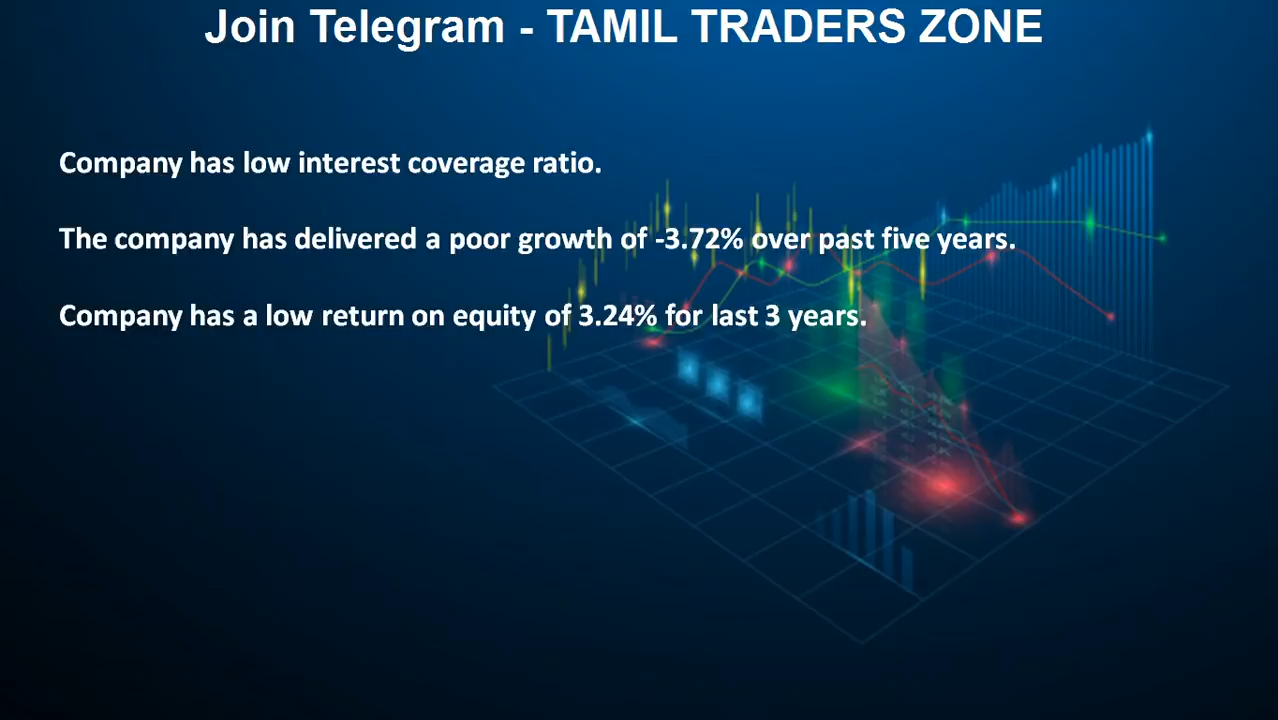 Join Telegram - TAMIL TRADERS ZONE
Company has low interest coverage ratio.
The company has delivered a poor growth of -3.72% over past five years.
Company has a low return on equity of 3.24% for last 3 years.